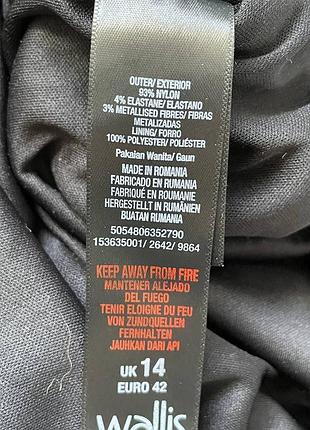 OUTER/ EXTERIOR
93% NYLON
4% ELASTANE/ ELASTANO
3% METALLISED FIBRES/ FIBRAS
METALIZADAS
LINING/ FORRO
100% POLYESTER/ POLIÉSTER
Pakaian Wanita/ Gaun
MADE IN ROMANIA
FABRICADO EN RUMANIA
FABRIQUÉ EN ROUMANIE
HERGESTELLT IN RUMÄNIEN
BUATAN RUMANIA
5054806352790
153635001/ 2642/ 9864
KEEP AWAY FROM FIRE
MANTENER ALEJADO
DEL FUEGO
TENIR ELOIGNE DU FEU
VON ZUNDQUELLEN
FERNHALTEN
JAUHKAN DARI API
UK 14
EURO 42
wallis